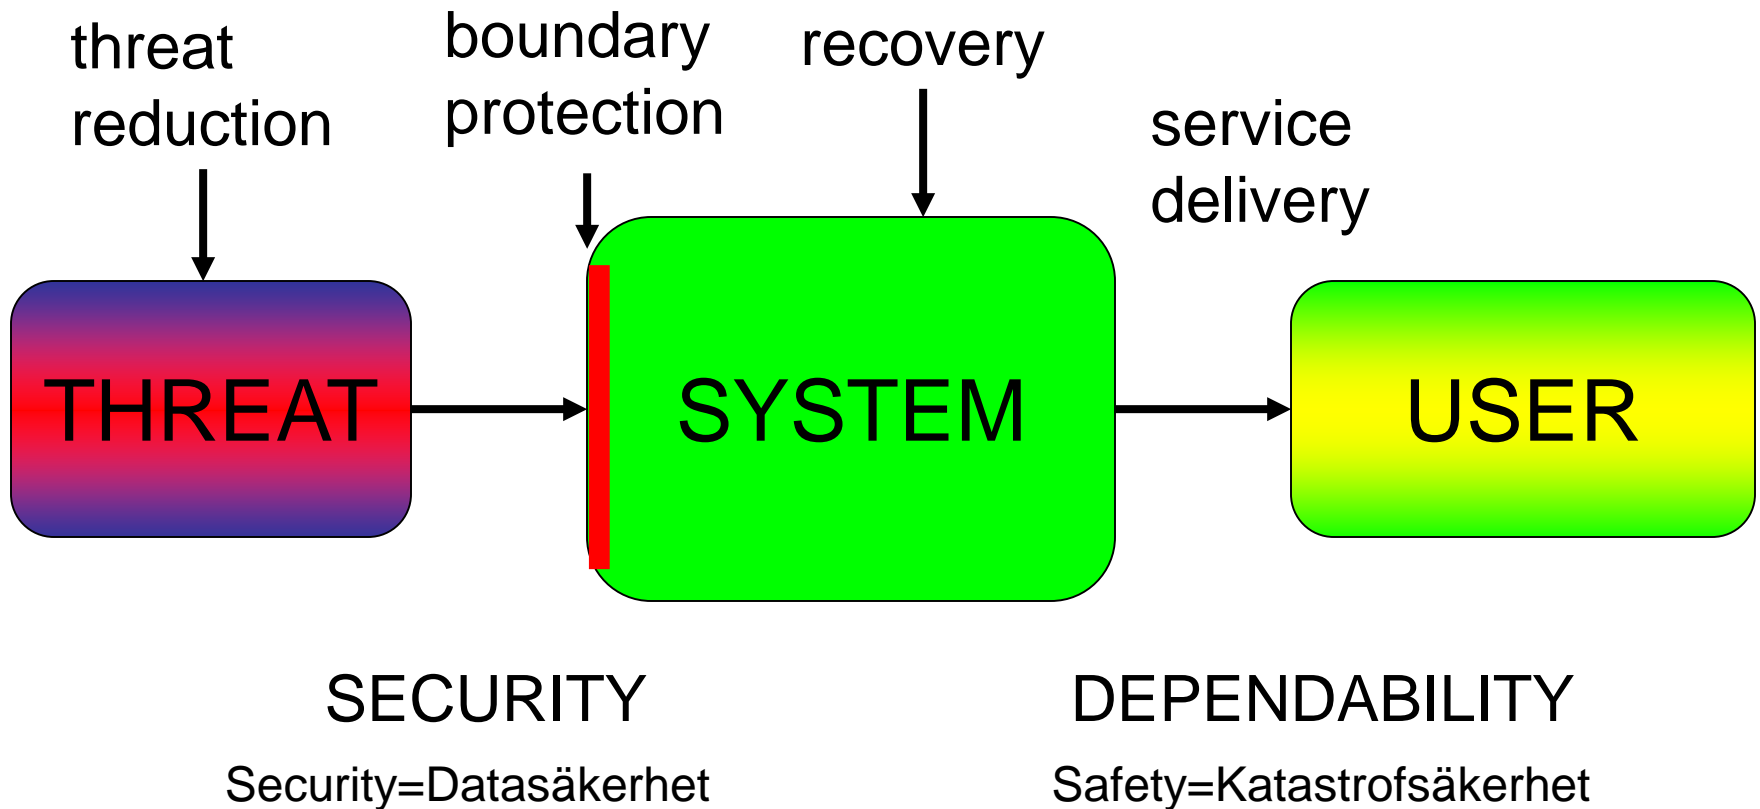 threat
reduction
boundary
protection
recovery
service
delivery
THREAT
SYSTEM
USER
SECURITY
DEPENDABILITY
Security=Datasäkerhet
Safety=Katastrofsäkerhet